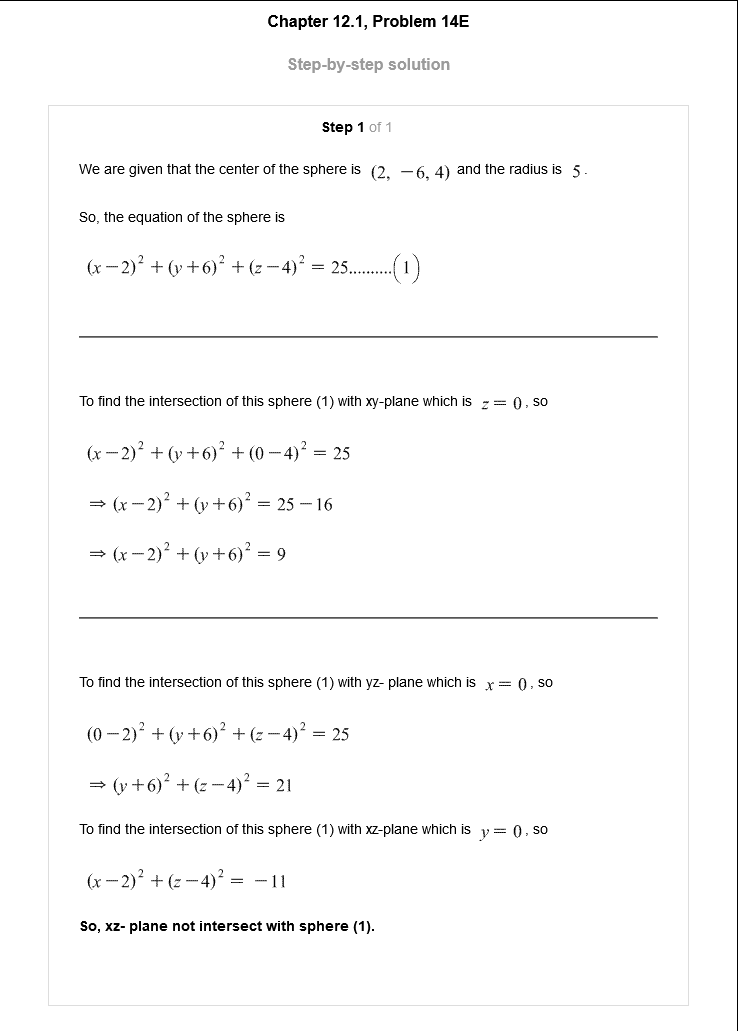 Chapter 12.1, Problem 14E
Step-by-step solution
Step 1 of 1
We are given that the center of the sphere is (2, −6, 4) and the radius is 5.
So, the equation of the sphere is
(x−2)² + (y+6)² + (z−4)² = 25..........(1)
To find the intersection of this sphere (1) with xy-plane which is z = 0, so
(x−2)² + (y+6)² + (0−4)² = 25
⇒ (x−2)² + (y+6)² = 25 − 16
⇒ (x−2)² + (y+6)² = 9
To find the intersection of this sphere (1) with yz- plane which is x = 0, so
(0−2)² + (y+6)² + (z−4)² = 25
⇒ (y+6)² + (z−4)² = 21
To find the intersection of this sphere (1) with xz-plane which is y = 0, so
(x−2)² + (z−4)² = −11
So, xz- plane not intersect with sphere (1).